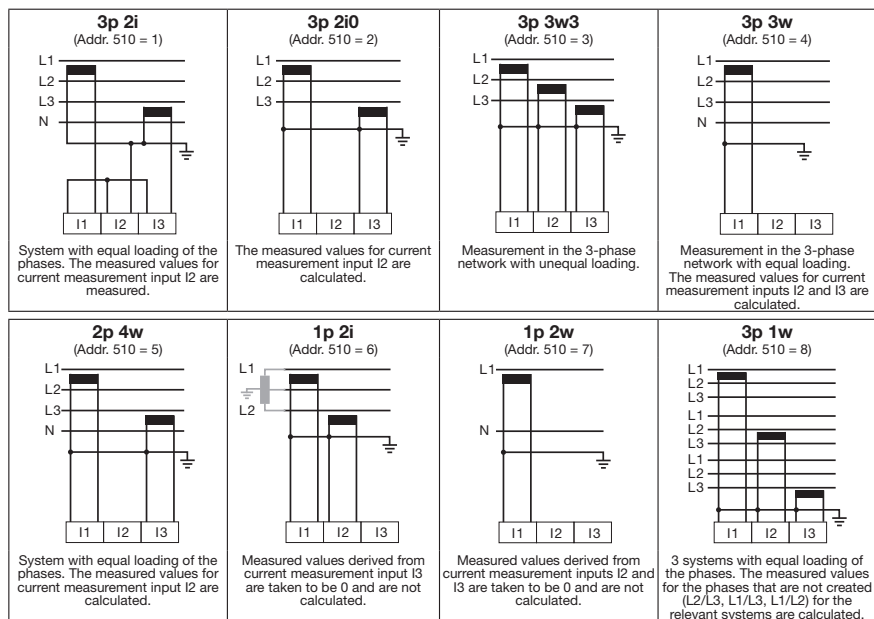 3p 2i
(Addr. 510 = 1)
L1
L2
L3
N
I1 I2 I3
System with equal loading of the
phases. The measured values for
current measurement input I2 are
measured.
3p 2i0
(Addr. 510 = 2)
L1
L2
L3
I1 I2 I3
The measured values for current
measurement input I2 are
calculated.
3p 3w3
(Addr. 510 = 3)
L1
L2
L3
I1 I2 I3
Measurement in the 3-phase
network with unequal loading.
3p 3w
(Addr. 510 = 4)
L1
L2
L3
N
I1 I2 I3
Measurement in the 3-phase
network with equal loading.
The measured values for current
measurement inputs I2 and I3 are
calculated.
2p 4w
(Addr. 510 = 5)
L1
L2
L3
N
I1 I2 I3
System with equal loading of the
phases. The measured values for
current measurement input I2 are
calculated.
1p 2i
(Addr. 510 = 6)
L1
L2
I1 I2 I3
Measured values derived from
current measurement input I3
are taken to be 0 and are not
calculated.
1p 2w
(Addr. 510 = 7)
L1
N
I1 I2 I3
Measured values derived from
current measurement inputs I2 and
I3 are taken to be 0 and are not
calculated.
3p 1w
(Addr. 510 = 8)
L1
L2
L3
L1
L2
L3
L1
L2
L3
I1 I2 I3
3 systems with equal loading of
the phases. The measured values
for the phases that are not created
(L2/L3, L1/L3, L1/L2) for the
relevant systems are calculated.